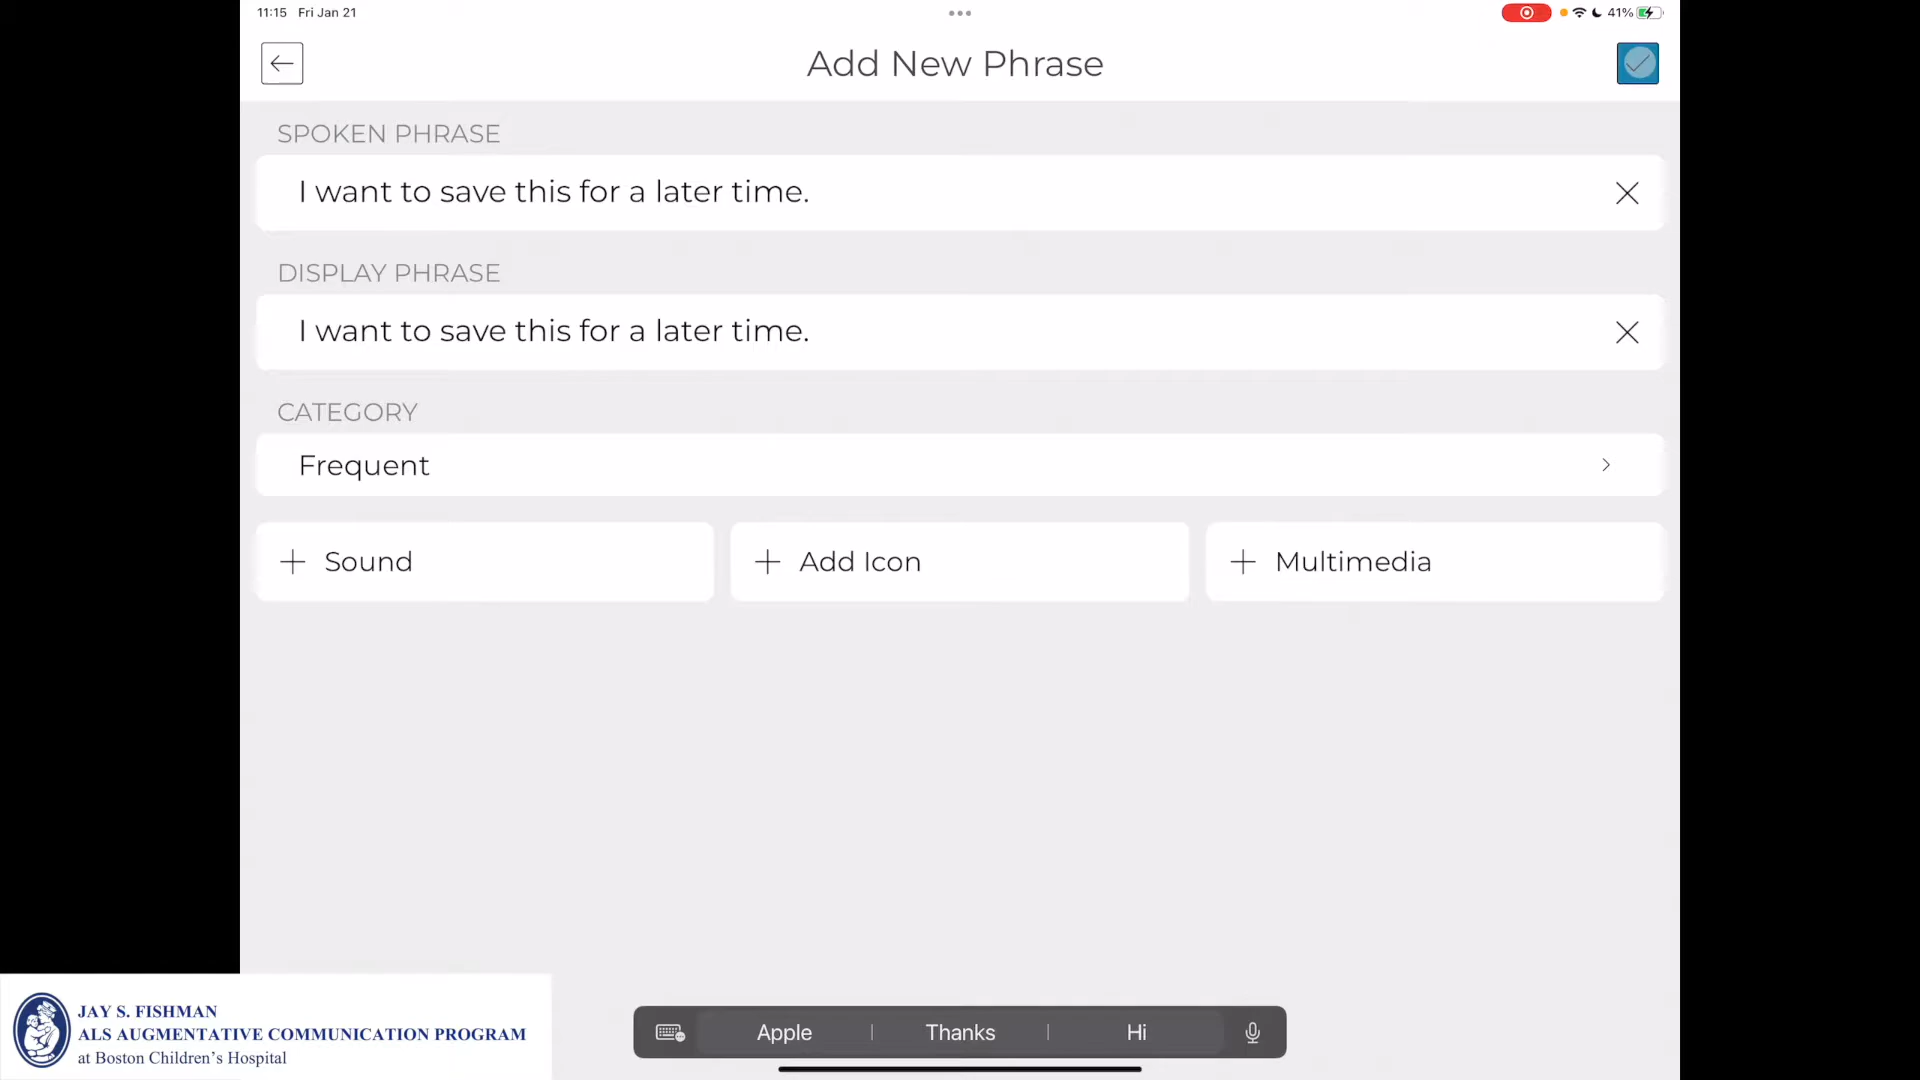 11:15 Fri Jan 21
41%
Add New Phrase
SPOKEN PHRASE
I want to save this for a later time.
DISPLAY PHRASE
I want to save this for a later time.
CATEGORY
Frequent
Sound
Add Icon
Multimedia
Apple
Thanks
Hi
JAY S. FISHMAN
ALS AUGMENTATIVE COMMUNICATION PROGRAM
at Boston Children's Hospital